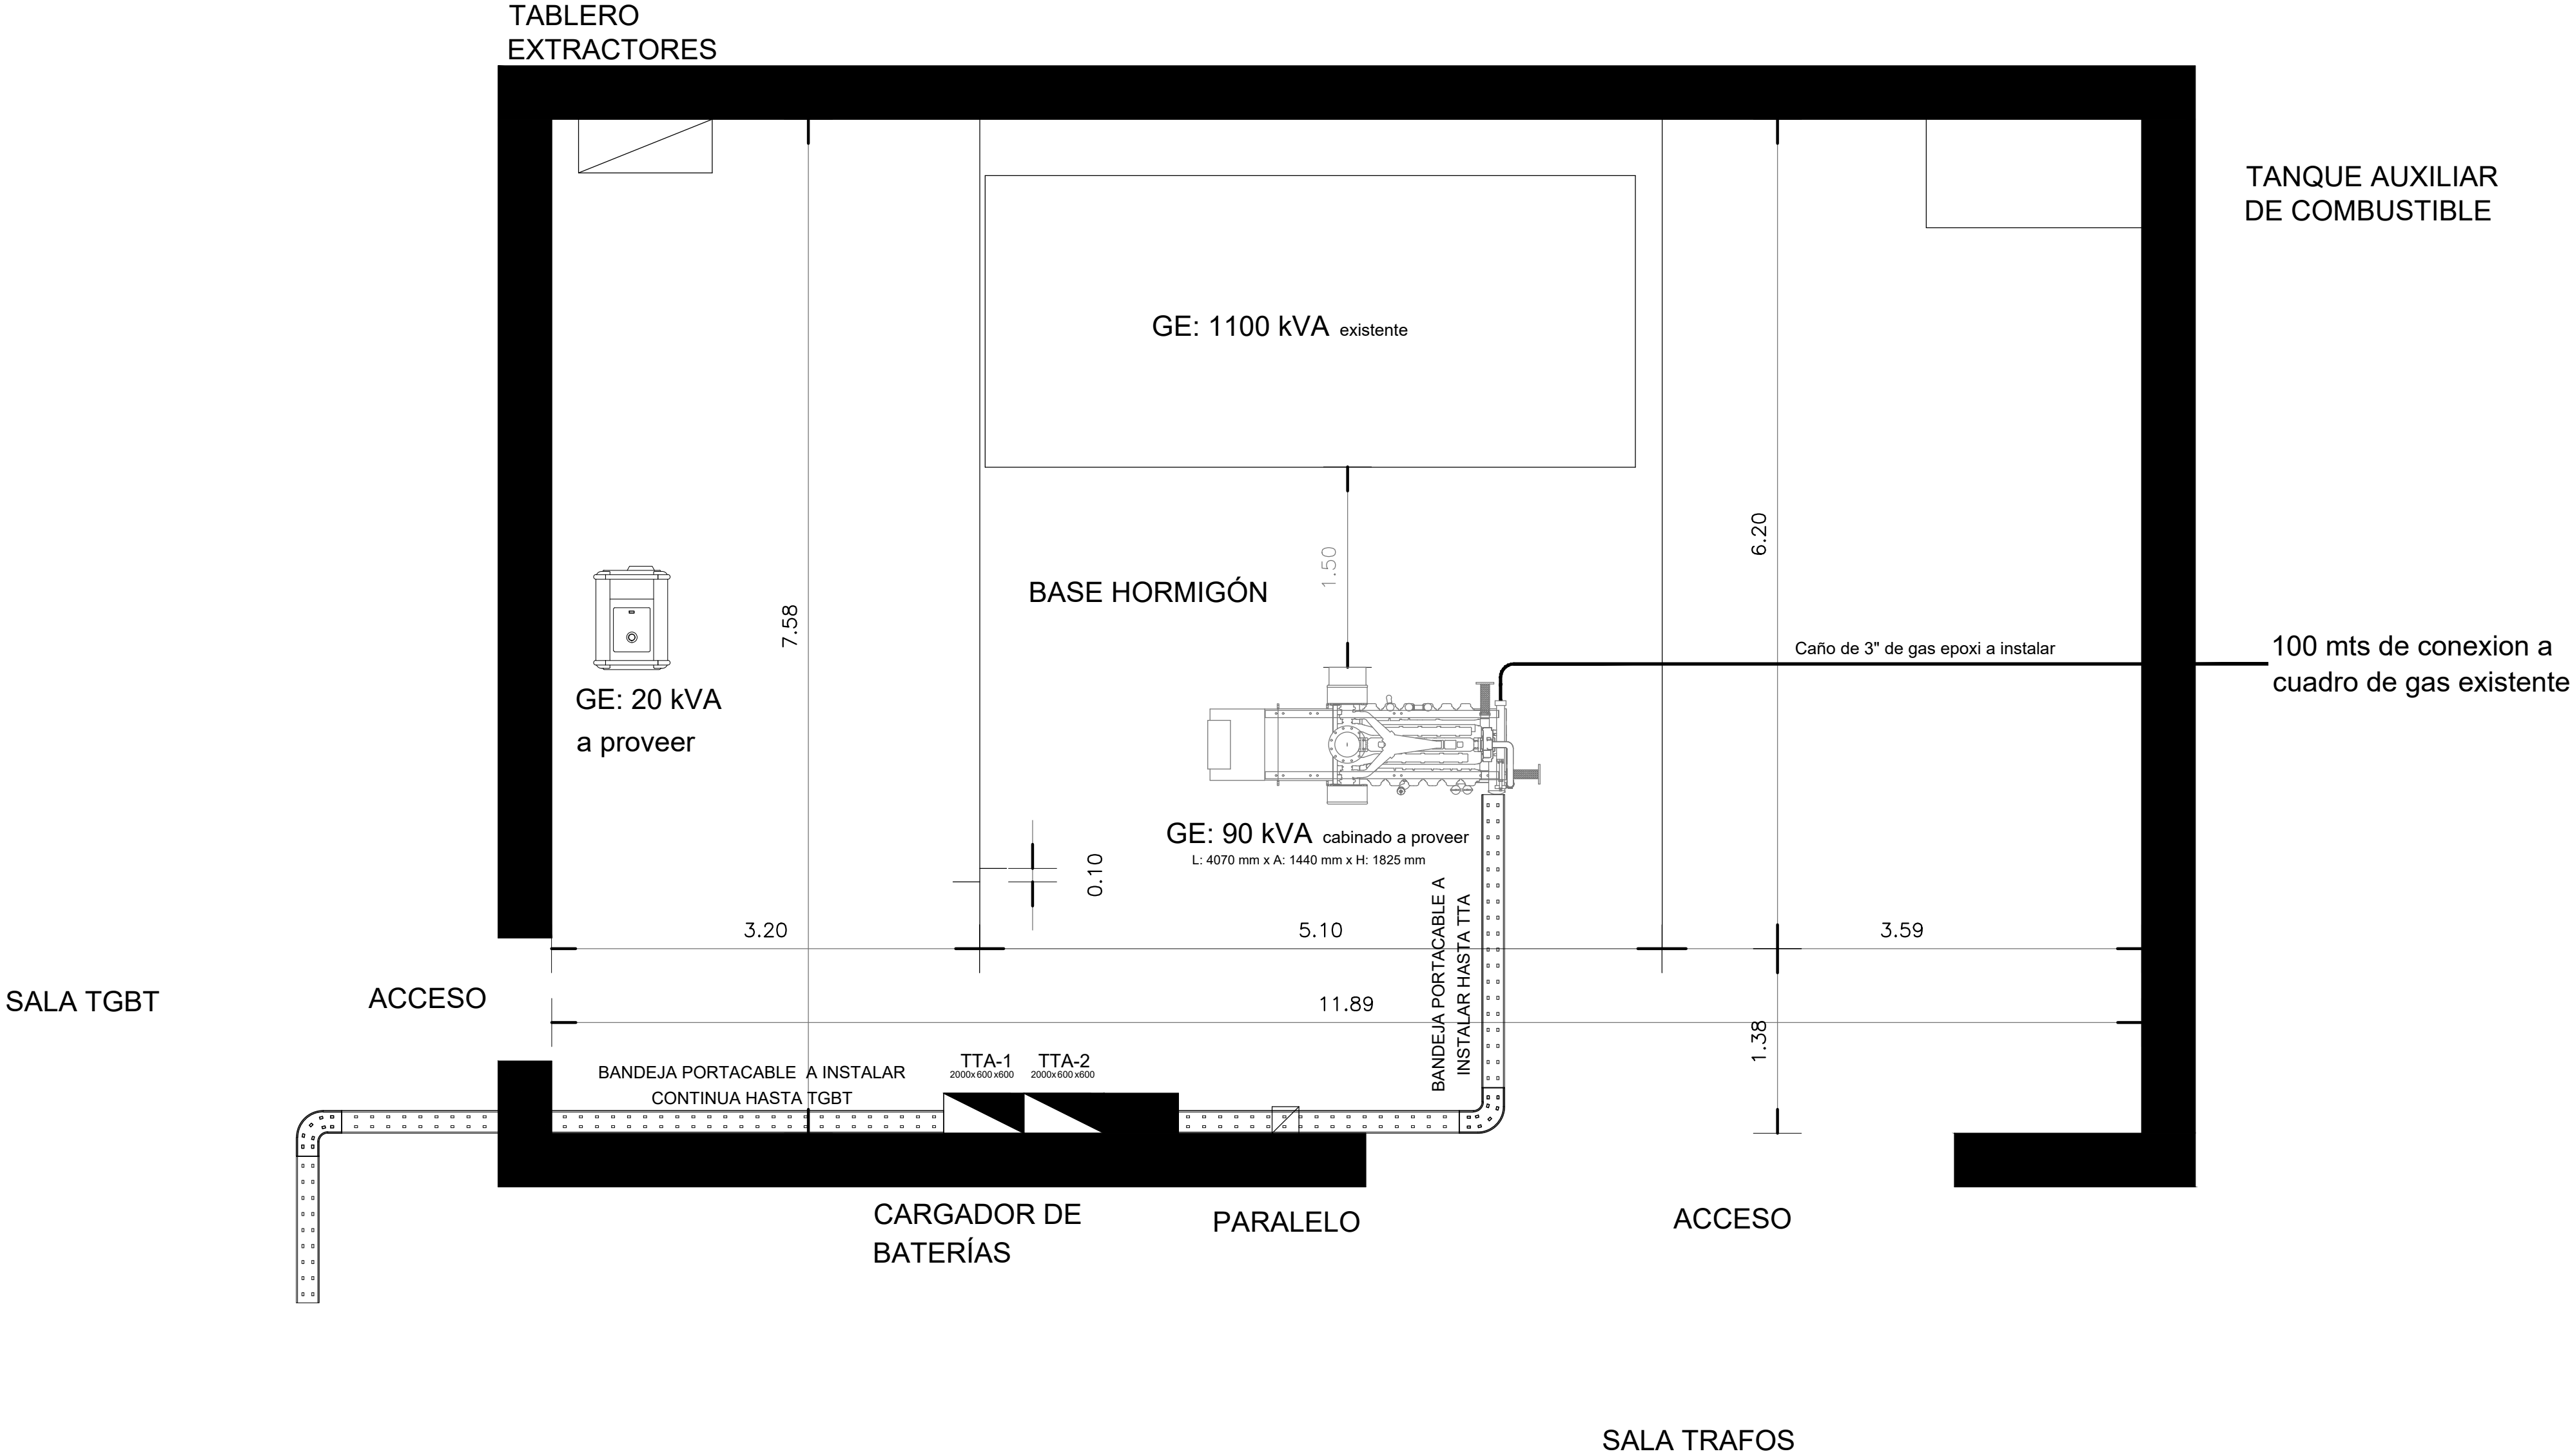 TABLERO
EXTRACTORES
TANQUE AUXILIAR
DE COMBUSTIBLE
GE: 1100 kVA existente
6.20
1.50
BASE HORMIGÓN
7.58
Caño de 3" de gas epoxi a instalar
100 mts de conexion a
cuadro de gas existente
GE: 20 kVA
a proveer
GE: 90 kVA cabinado a proveer
L: 4070 mm x A: 1440 mm x H: 1825 mm
0.10
BANDEJA PORTACABLE A
INSTALAR HASTA TTA
3.20
5.10
3.59
SALA TGBT
ACCESO
11.89
1.38
BANDEJA PORTACABLE A INSTALAR
CONTINUA HASTA TGBT
TTA-1
2000x600x600
TTA-2
2000x600x600
CARGADOR DE
BATERÍAS
PARALELO
ACCESO
SALA TRAFOS